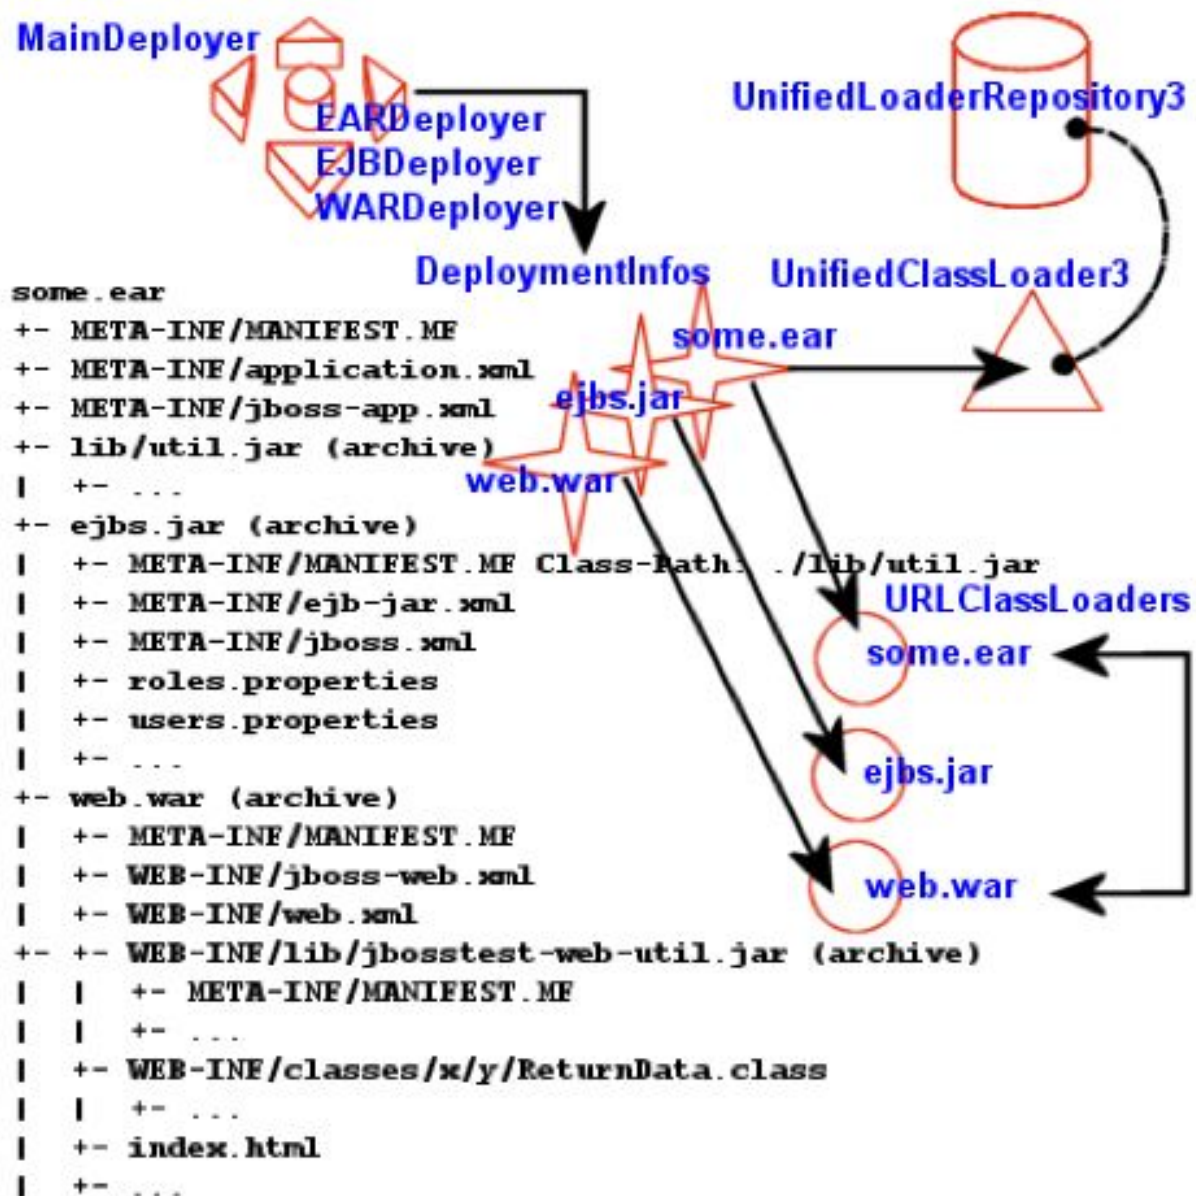 MainDeployer
EARDeployer
EJBDeployer
WARDeployer
UnifiedLoaderRepository3
DeploymentInfos
UnifiedClassLoader3
some.ear
ejbs.jar
web.war
some.ear
+- META-INF/MANIFEST.MF
+- META-INF/application.xml
+- META-INF/jboss-app.xml
+- lib/util.jar (archive)
|  +- ...
+- ejbs.jar (archive)
|  +- META-INF/MANIFEST.MF Class-Path: ./lib/util.jar
|  +- META-INF/ejb-jar.xml
|  +- META-INF/jboss.xml
|  +- roles.properties
|  +- users.properties
|  +- ...
+- web.war (archive)
|  +- META-INF/MANIFEST.MF
|  +- WEB-INF/jboss-web.xml
|  +- WEB-INF/web.xml
+- +- WEB-INF/lib/jbosstest-web-util.jar (archive)
|  |  +- META-INF/MANIFEST.MF
|  |  +- ...
|  +- WEB-INF/classes/x/y/ReturnData.class
|  |  +- ...
|  +- index.html
|  +- ...
URLClassLoaders
some.ear
ejbs.jar
web.war